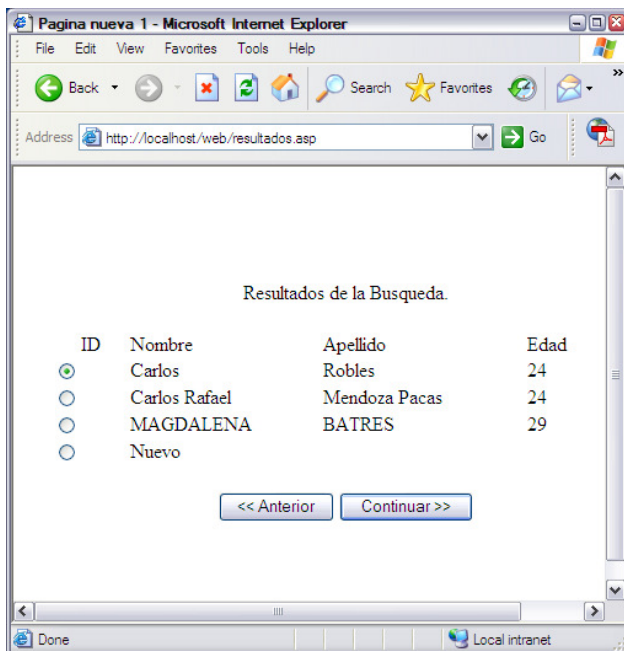 Pagina nueva 1 - Microsoft Internet Explorer
File Edit View Favorites Tools Help
Back Search Favorites »
Address http://localhost/web/resultados.asp Go
Resultados de la Busqueda.
ID Nombre Apellido Edad
Carlos Robles 24
Carlos Rafael Mendoza Pacas 24
MAGDALENA BATRES 29
Nuevo
<< Anterior Continuar >>
Done Local intranet